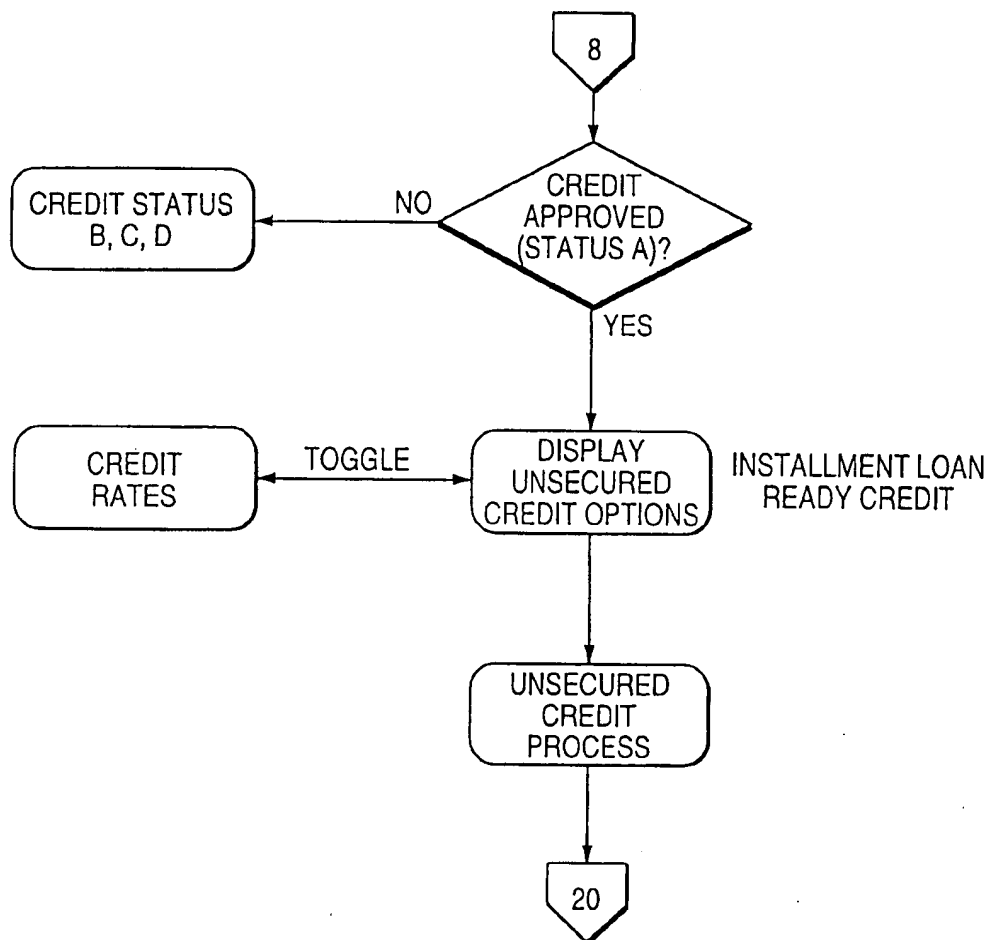 8
CREDIT
APPROVED
(STATUS A)?
NO
CREDIT STATUS
B, C, D
YES
CREDIT
RATES
TOGGLE
DISPLAY
UNSECURED
CREDIT OPTIONS
INSTALLMENT LOAN
READY CREDIT
UNSECURED
CREDIT
PROCESS
20